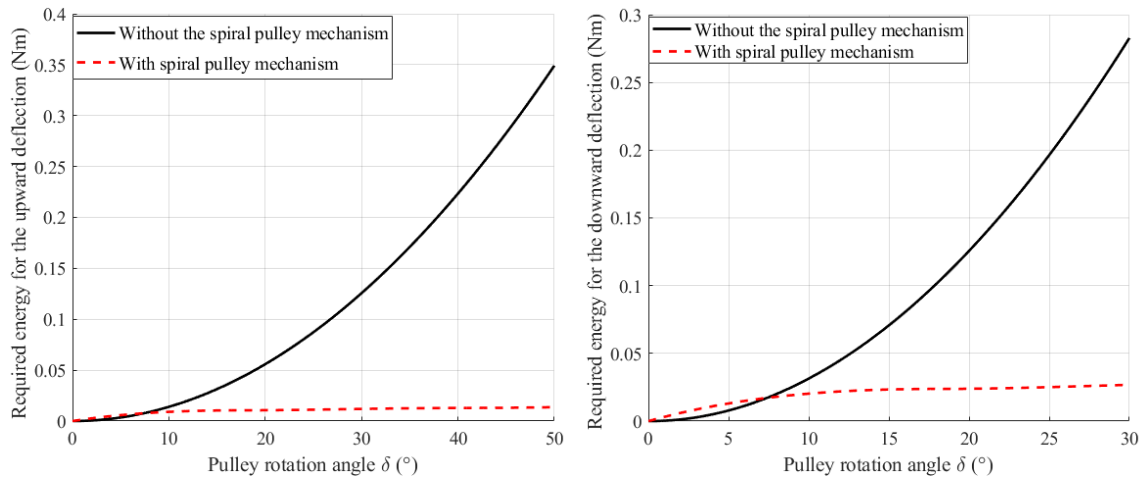 Required energy for the upward deflection (Nm)
0.4
0.35
0.3
0.25
0.2
0.15
0.1
0.05
0
Without the spiral pulley mechanism
With spiral pulley mechanism
0 10 20 30 40 50
Pulley rotation angle δ (°)
Required energy for the downward deflection (Nm)
0.3
0.25
0.2
0.15
0.1
0.05
0
Without the spiral pulley mechanism
With spiral pulley mechanism
0 5 10 15 20 25 30
Pulley rotation angle δ (°)